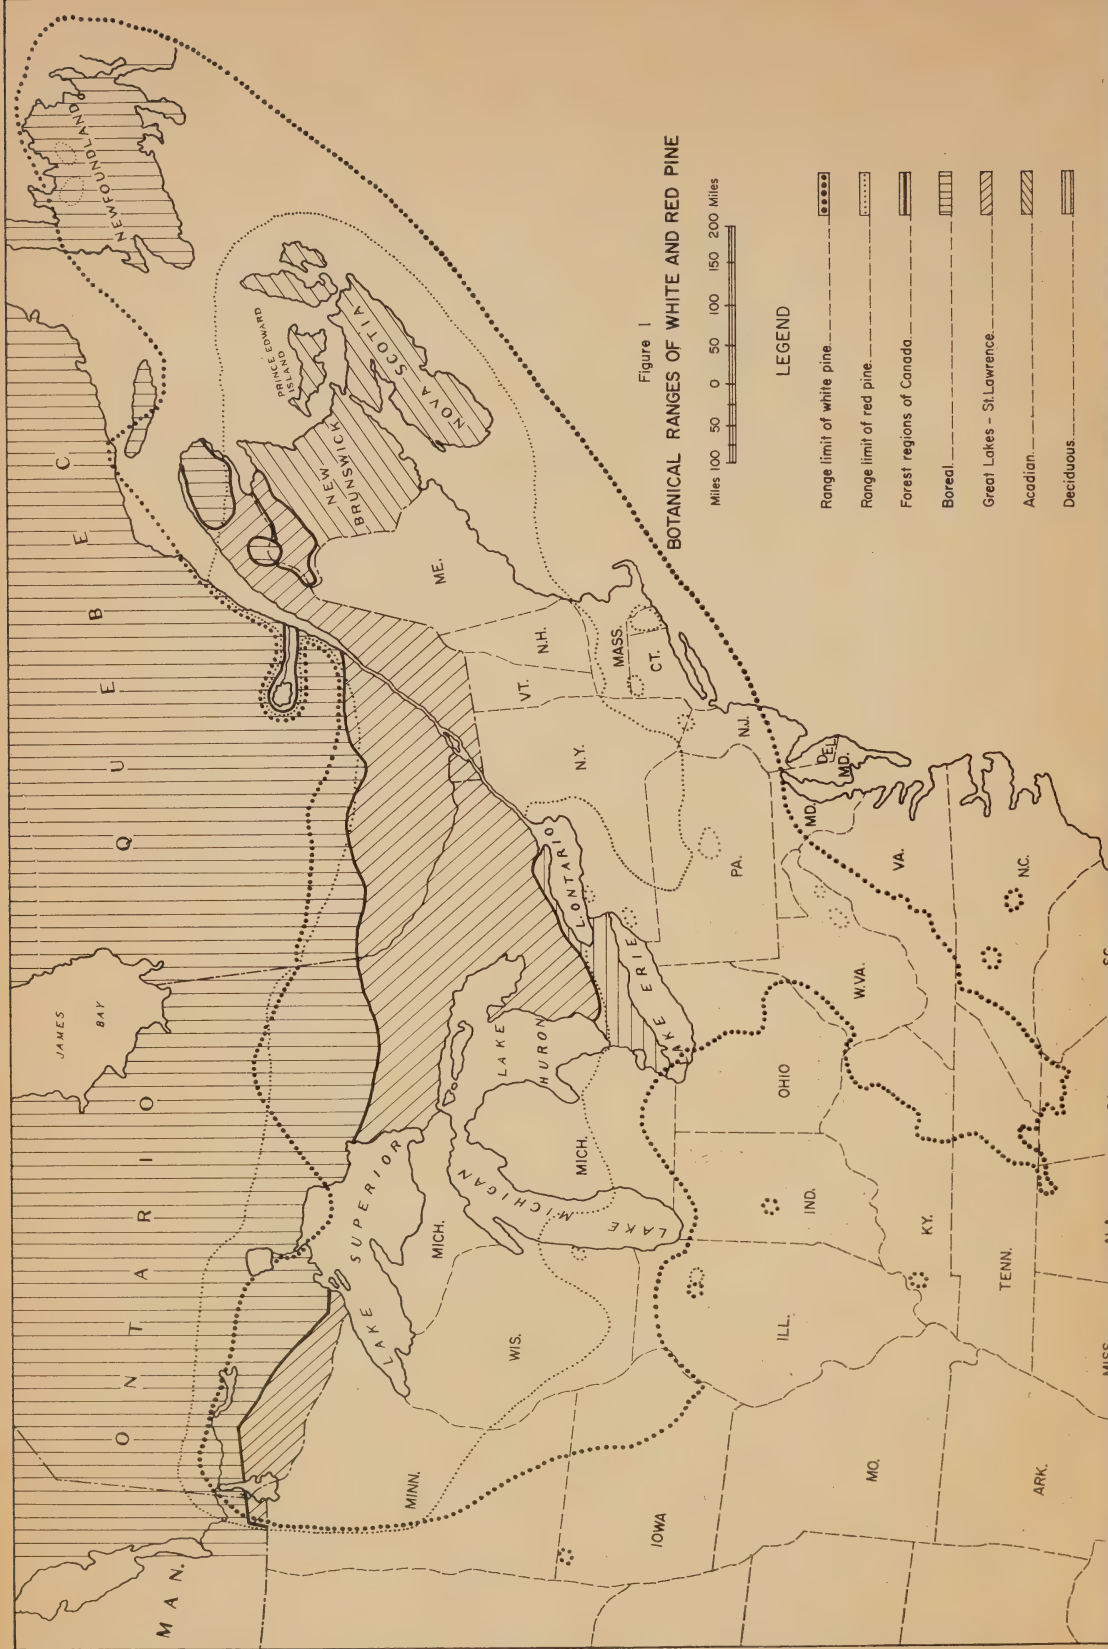 NEWFOUNDLAND
QUEBEC
PRINCE EDWARD
ISLAND
NOVA SCOTIA
NEW
BRUNSWICK
JAMES
BAY
ONTARIO
MAN.
ME.
N.H.
VT.
MASS.
CT.
N.Y.
N.J.
L. ONTARIO
LAKE ERIE
LAKE
HURON
LAKE SUPERIOR
LAKE MICHIGAN
MICH.
MICH.
PA.
DEL.
MD.
MD.
VA.
W.VA.
N.C.
OHIO
IND.
KY.
TENN.
ILL.
WIS.
MINN.
IOWA
MO.
ARK.
MISS.
Figure 1
BOTANICAL RANGES OF WHITE AND RED PINE
Miles 100 50 0 50 100 150 200 Miles
LEGEND
Range limit of white pine
Range limit of red pine
Forest regions of Canada
Boreal
Great Lakes - St.Lawrence
Acadian
Deciduous